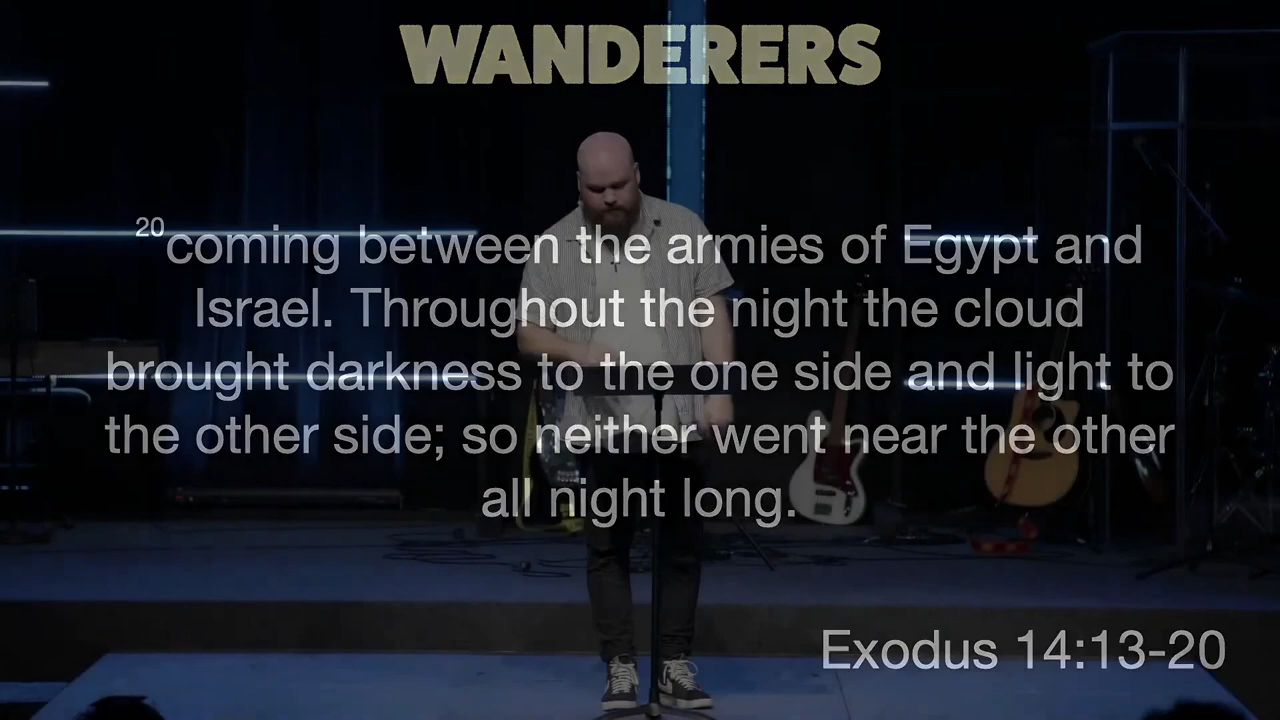 WANDERERS
20 coming between the armies of Egypt and
Israel. Throughout the night the cloud
brought darkness to the one side and light to
the other side; so neither went near the other
all night long.
Exodus 14:13-20